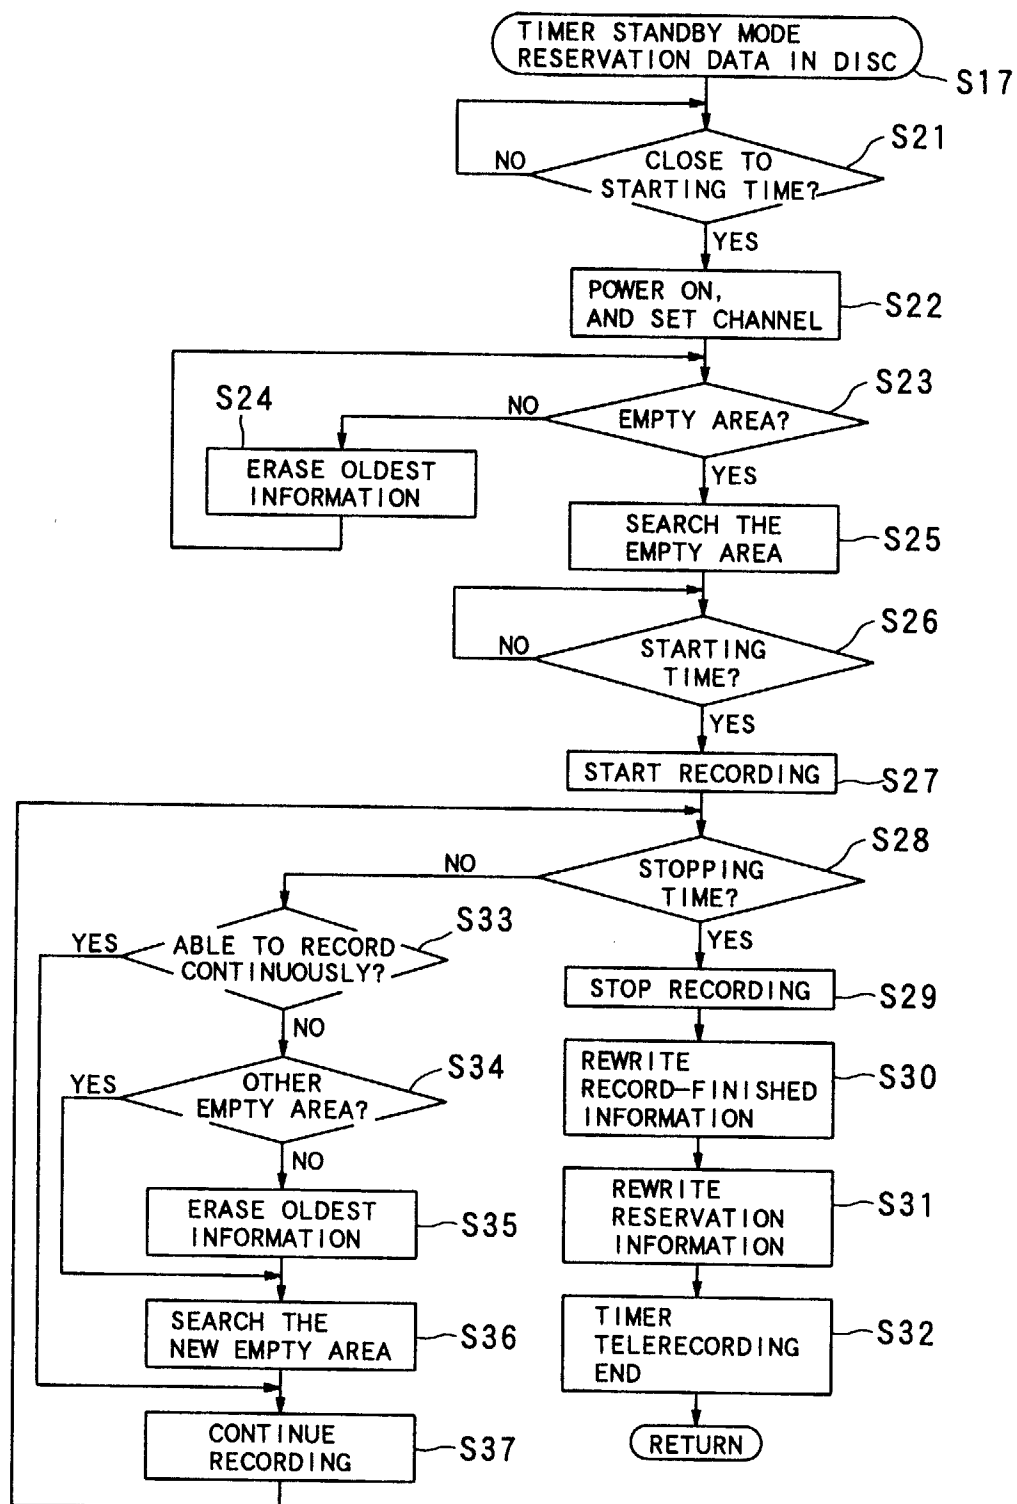 TIMER STANDBY MODE
RESERVATION DATA IN DISC
S17
S21
CLOSE TO
STARTING TIME?
NO
YES
POWER ON,
AND SET CHANNEL
S22
S23
EMPTY AREA?
NO
S24
ERASE OLDEST
INFORMATION
YES
SEARCH THE
EMPTY AREA
S25
S26
STARTING
TIME?
NO
YES
START RECORDING
S27
S28
STOPPING
TIME?
NO
YES
S33
ABLE TO RECORD
CONTINUOUSLY?
YES
NO
STOP RECORDING
S29
S34
OTHER
EMPTY AREA?
YES
NO
REWRITE
RECORD-FINISHED
INFORMATION
S30
ERASE OLDEST
INFORMATION
S35
REWRITE
RESERVATION
INFORMATION
S31
SEARCH THE
NEW EMPTY AREA
S36
TIMER
TELERECORDING
END
S32
CONTINUE
RECORDING
S37
RETURN